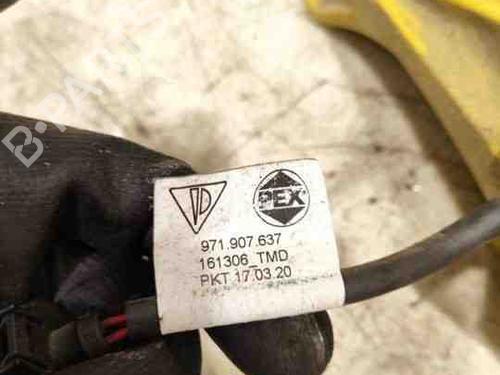 B-PARTS
PEX
971.907.637
161306_TMD
PKT 17.03.20